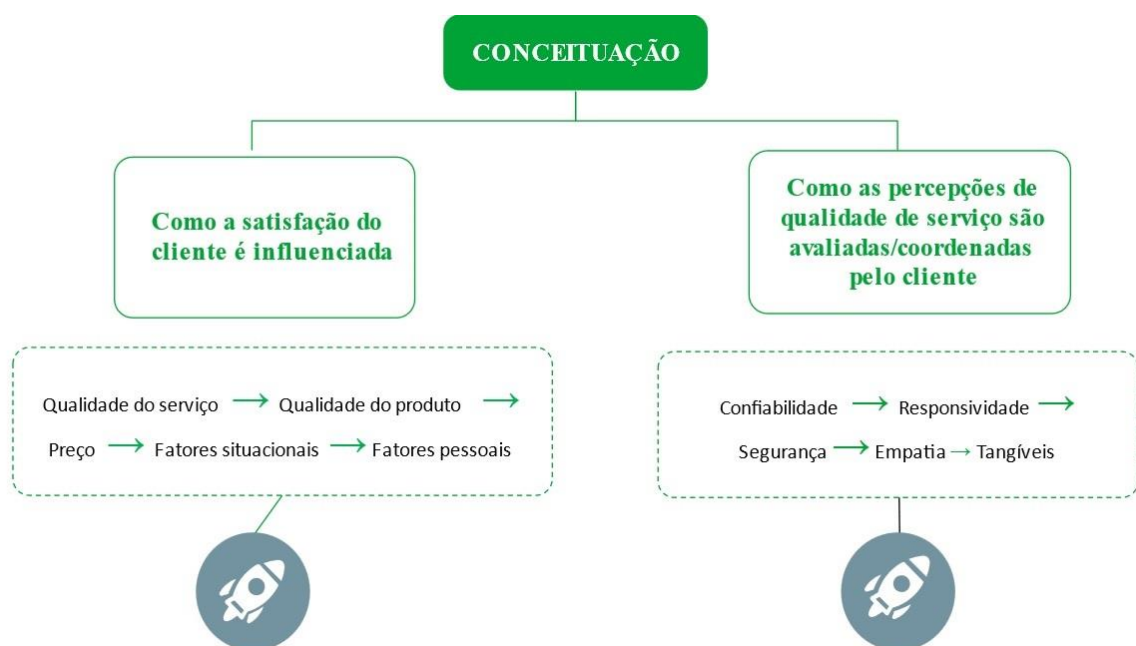 CONCEITUAÇÃO
Como a satisfação do
cliente é influenciada
Como as percepções de
qualidade de serviço são
avaliadas/coordenadas
pelo cliente
Qualidade do serviço → Qualidade do produto →
Preço → Fatores situacionais → Fatores pessoais
Confiabilidade → Responsividade →
Segurança → Empatia → Tangíveis